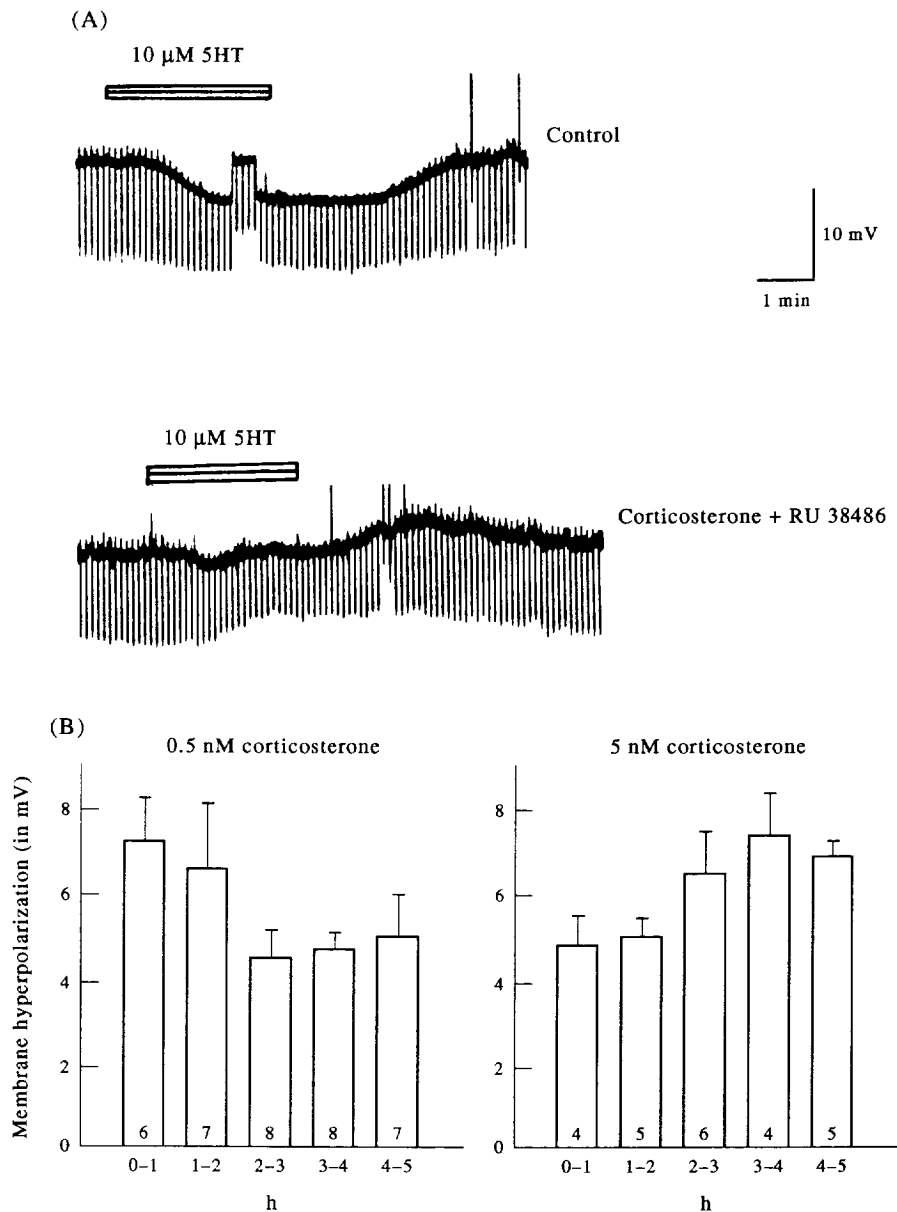 (A)
10 μM 5HT
Control
10 mV
1 min
10 μM 5HT
Corticosterone + RU 38486
(B)
0.5 nM corticosterone
5 nM corticosterone
Membrane hyperpolarization (in mV)
8
6
4
2
0
6 7 8 8 7
0–1 1–2 2–3 3–4 4–5
h
8
6
4
2
0
4 5 6 4 5
0–1 1–2 2–3 3–4 4–5
h